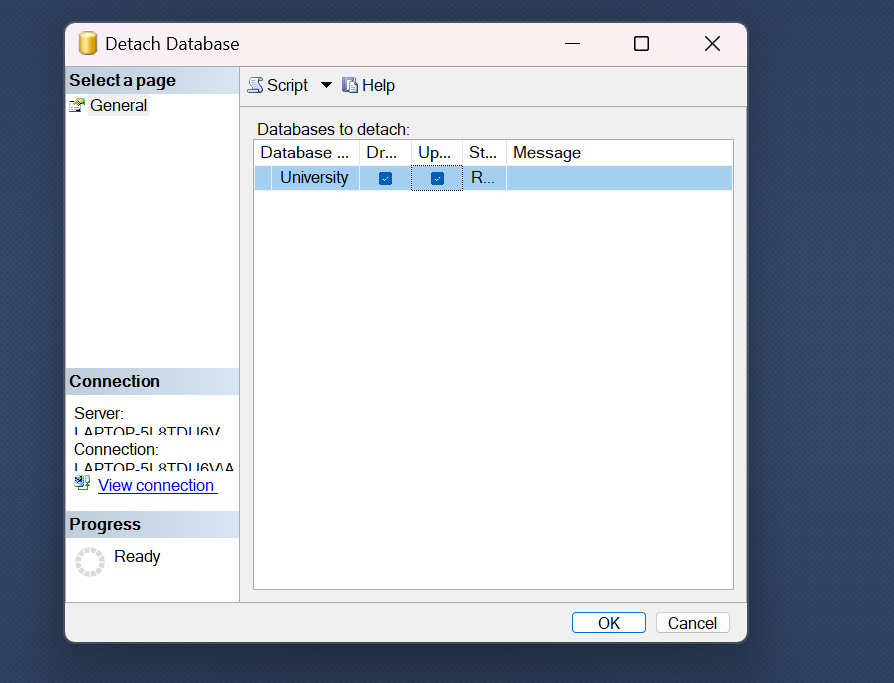 Detach Database
Select a page
General
Script
Help
Databases to detach:
Database ... Dr... Up... St... Message
University R...
Connection
Server:
Connection:
View connection
Progress
Ready
OK Cancel